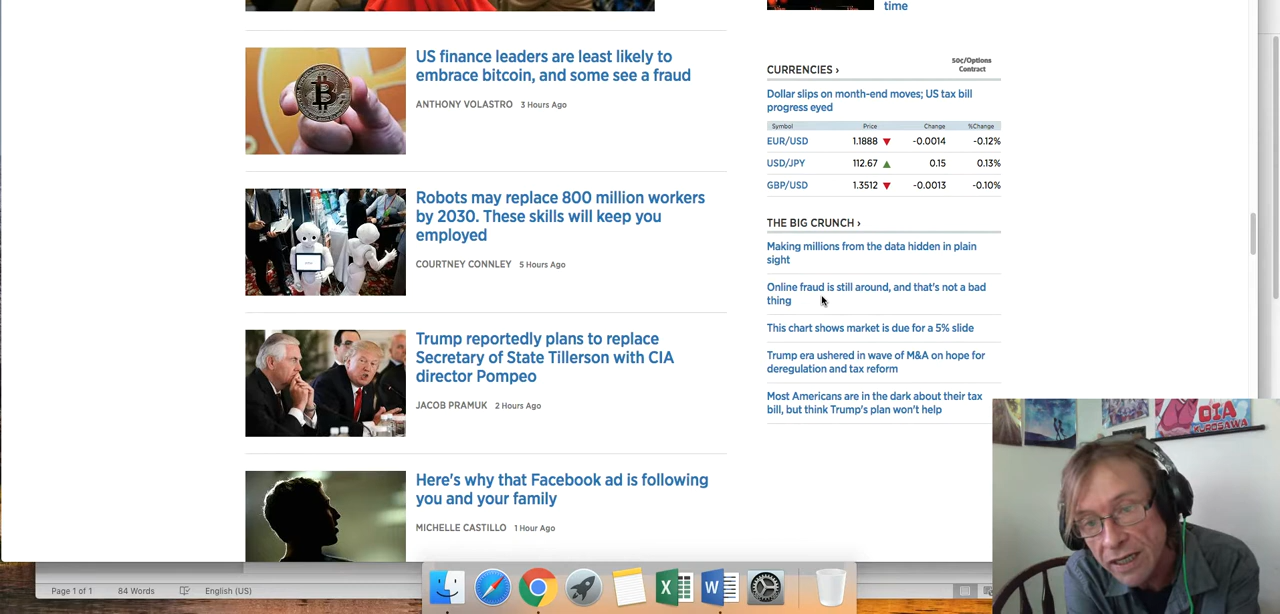 time
US finance leaders are least likely to
embrace bitcoin, and some see a fraud
ANTHONY VOLASTRO 3 Hours Ago
Robots may replace 800 million workers
by 2030. These skills will keep you
employed
COURTNEY CONNLEY 5 Hours Ago
Trump reportedly plans to replace
Secretary of State Tillerson with CIA
director Pompeo
JACOB PRAMUK 2 Hours Ago
Here's why that Facebook ad is following
you and your family
MICHELLE CASTILLO 1 Hour Ago
CURRENCIES ›
50¢/Options
Contract
Dollar slips on month-end moves; US tax bill
progress eyed
Symbol Price Change %Change
EUR/USD 1.1888 ▼ -0.0014 -0.12%
USD/JPY 112.67 ▲ 0.15 0.13%
GBP/USD 1.3512 ▼ -0.0013 -0.10%
THE BIG CRUNCH ›
Making millions from the data hidden in plain
sight
Online fraud is still around, and that's not a bad
thing
This chart shows market is due for a 5% slide
Trump era ushered in wave of M&A on hope for
deregulation and tax reform
Most Americans are in the dark about their tax
bill, but think Trump's plan won't help
OIA
KUROSAWA
Page 1 of 1 84 Words English (US)